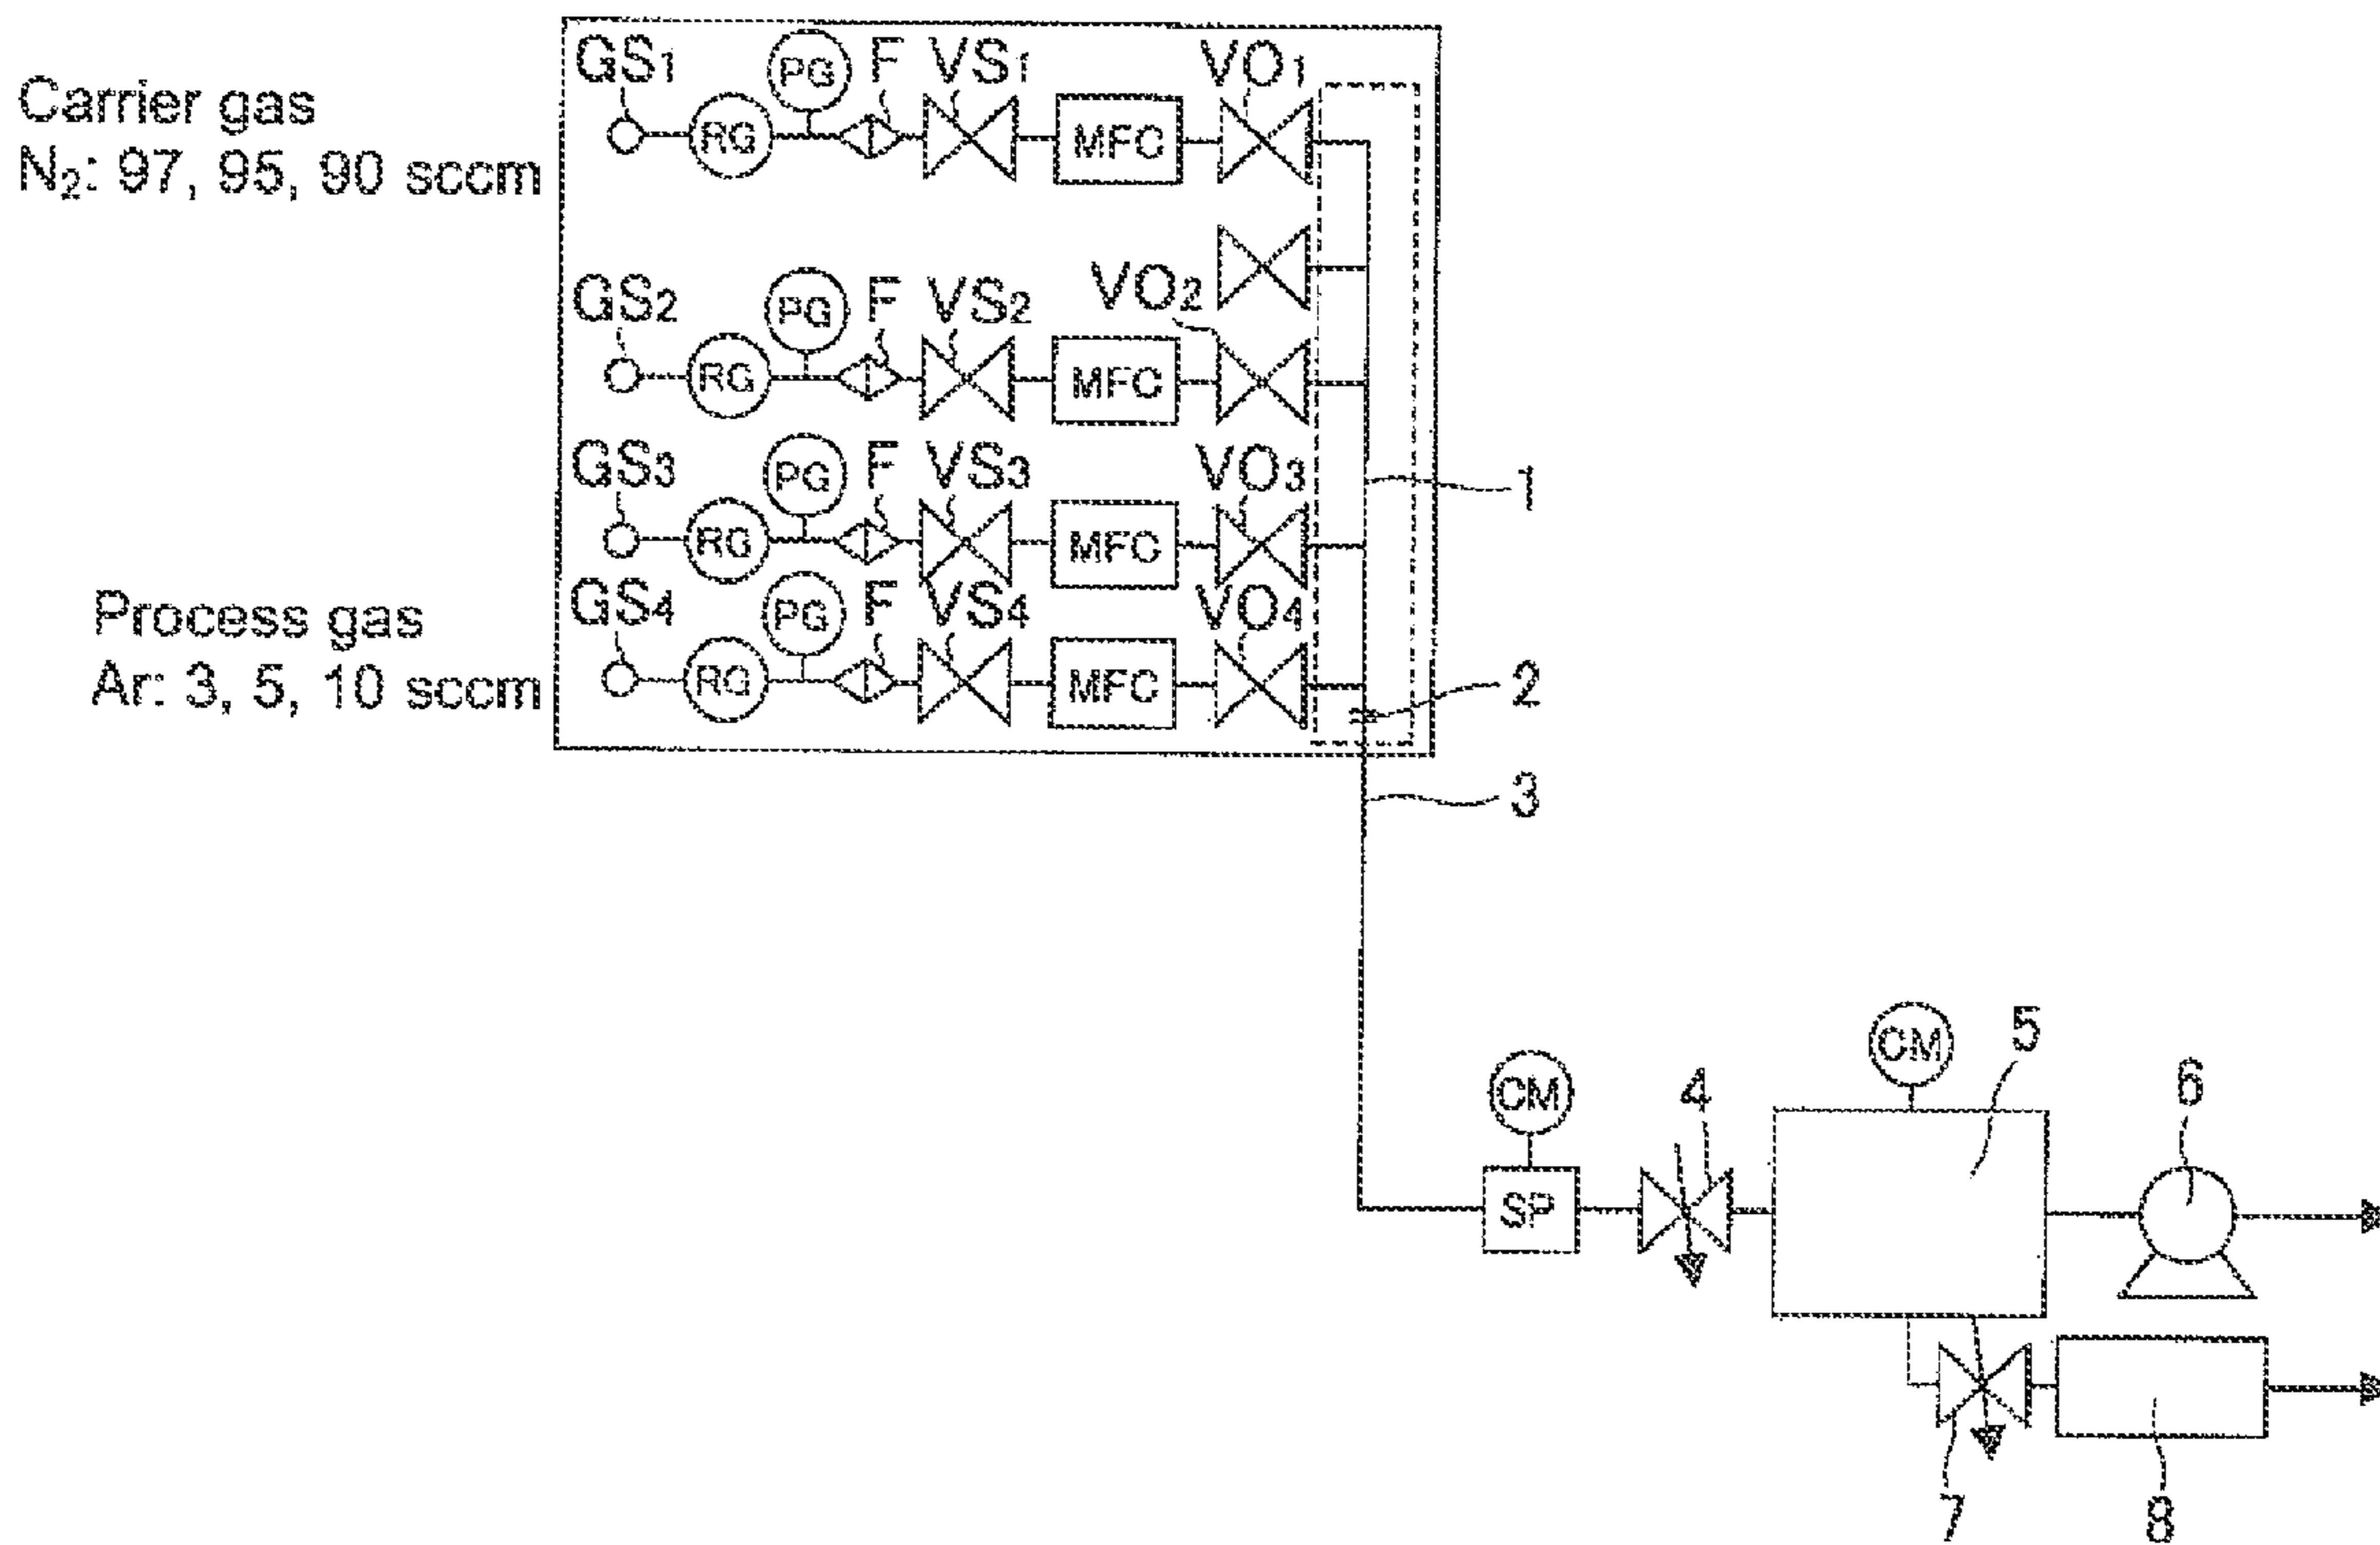 Carrier gas
N₂: 97, 95, 90 sccm
GS₁ PG F VS₁ VO₁
RG MFC
GS₂ PG F VS₂ VO₂
RG MFC
GS₃ PG F VS₃ VO₃
RG MFC
1
Process gas
Ar: 3, 5, 10 sccm
GS₄ PG F VS₄ VO₄
RG MFC
2
3
CM 4 CM 5 6
SP
7 8